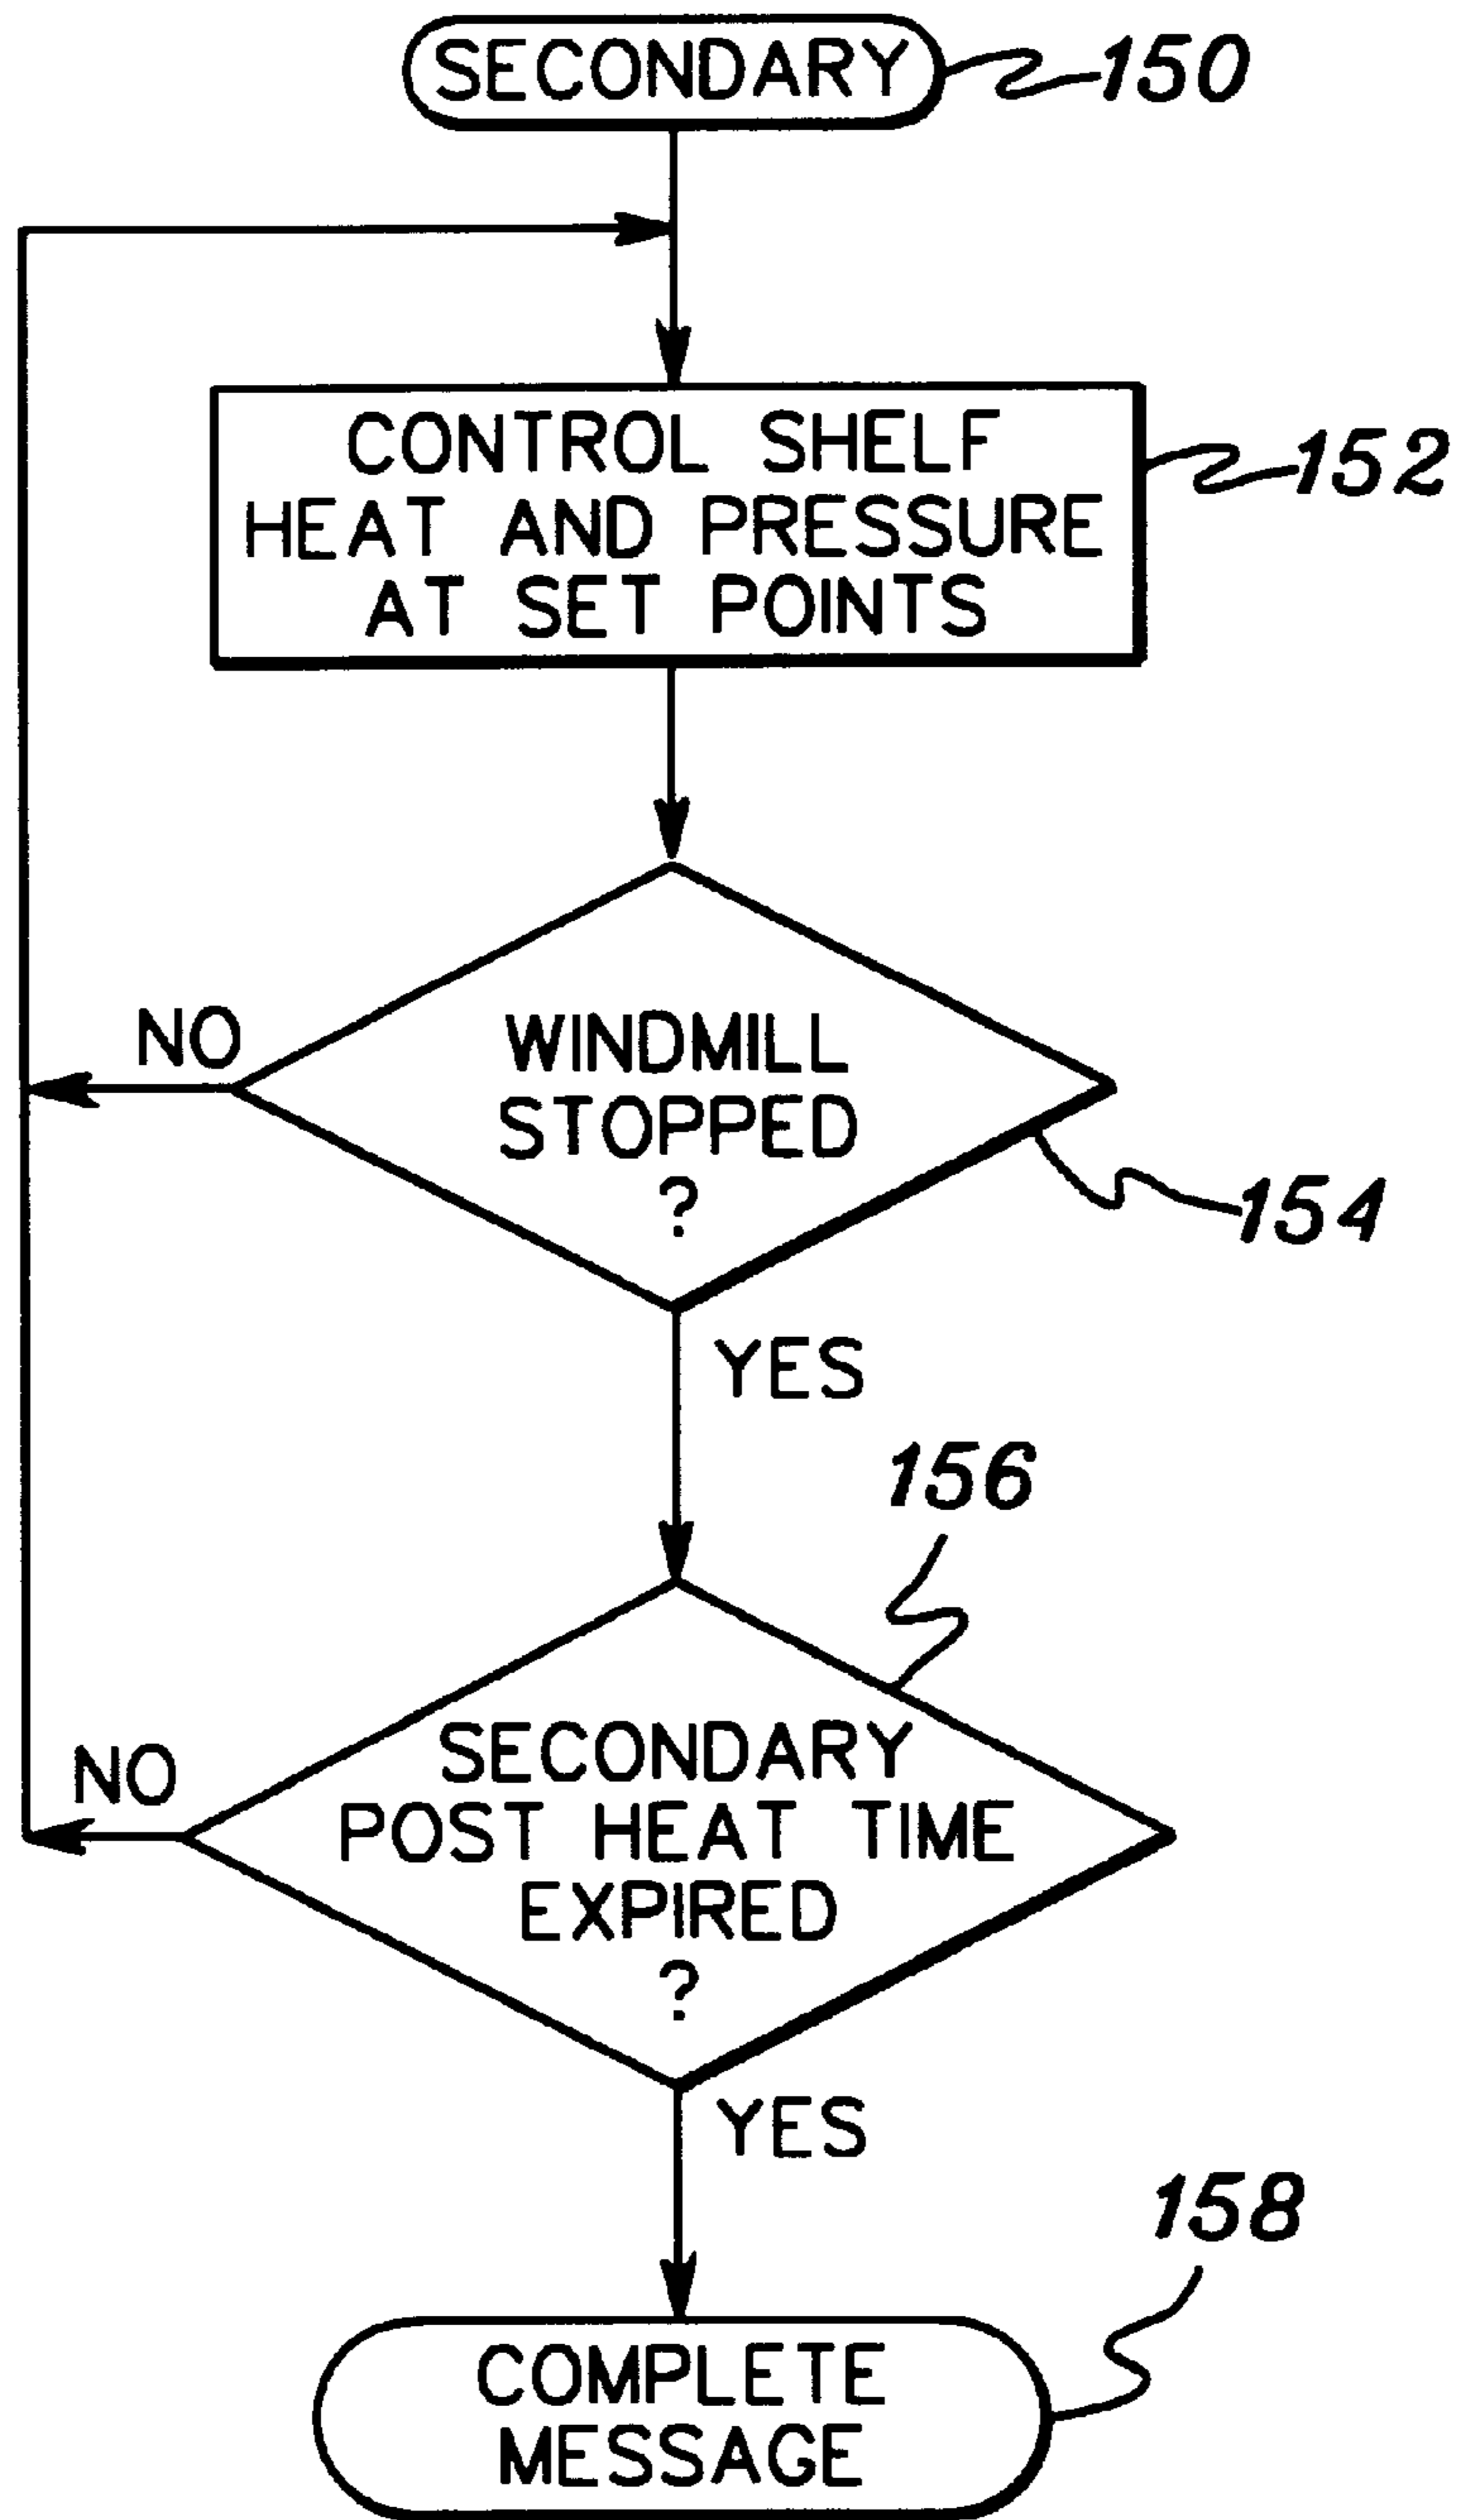 SECONDARY
150
CONTROL SHELF
HEAT AND PRESSURE
AT SET POINTS
152
NO
WINDMILL
STOPPED
?
154
YES
156
NO
SECONDARY
POST HEAT TIME
EXPIRED
?
YES
158
COMPLETE
MESSAGE